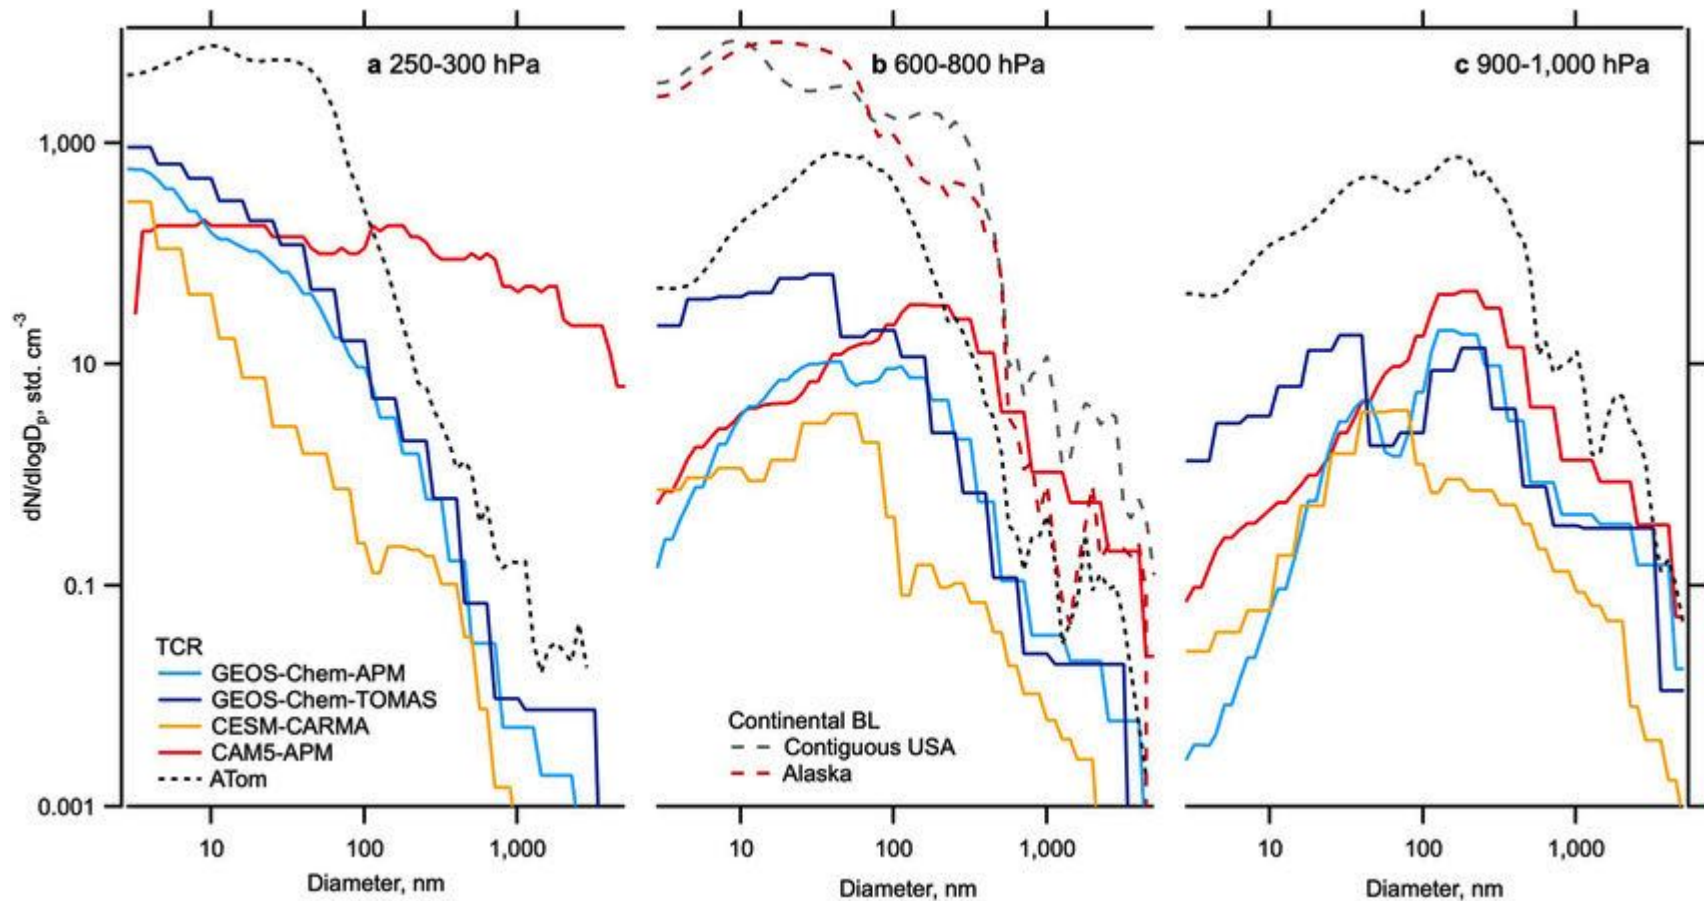 a 250-300 hPa
b 600-800 hPa
c 900-1,000 hPa
dN/dlogDp, std. cm-3
1,000
10
0.1
0.001
TCR
GEOS-Chem-APM
GEOS-Chem-TOMAS
CESM-CARMA
CAM5-APM
ATom
Continental BL
Contiguous USA
Alaska
10 100 1,000
10 100 1,000
10 100 1,000
Diameter, nm
Diameter, nm
Diameter, nm